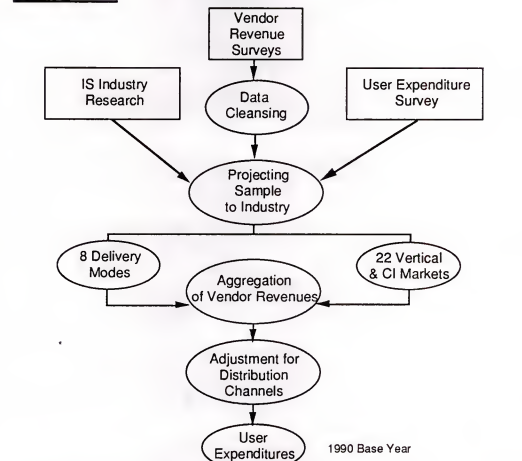 Vendor
Revenue
Surveys
IS Industry
Research
User Expenditure
Survey
Data
Cleansing
Projecting
Sample
to Industry
8 Delivery
Modes
22 Vertical
& CI Markets
Aggregation
of Vendor Revenues
Adjustment for
Distribution
Channels
User
Expenditures
1990 Base Year